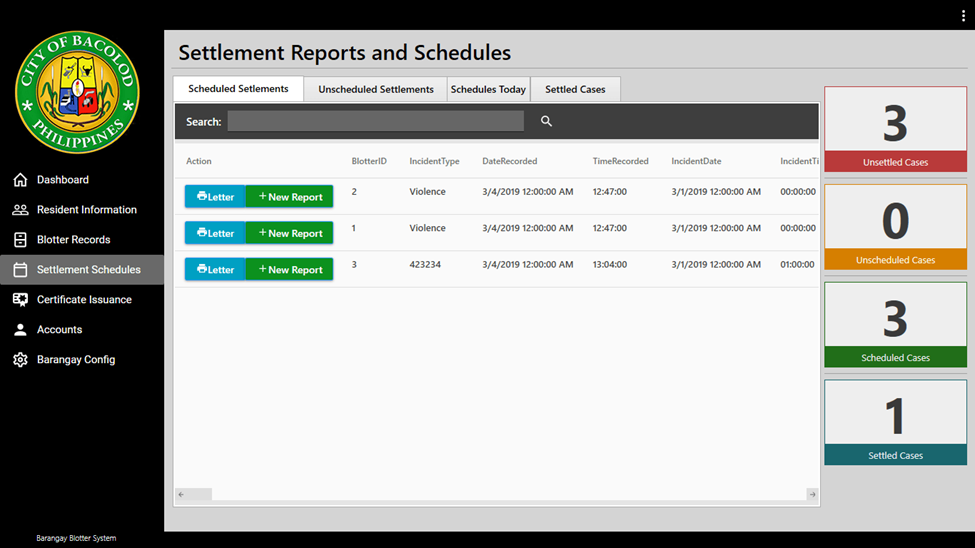 CITY OF BACOLOD
PHILIPPINES
Dashboard
Resident Information
Blotter Records
Settlement Schedules
Certificate Issuance
Accounts
Barangay Config
Barangay Blotter System
Settlement Reports and Schedules
Scheduled Setlements Unscheduled Settlements Schedules Today Settled Cases
Search:
Action BlotterID IncidentType DateRecorded TimeRecorded IncidentDate IncidentTi
Letter + New Report 2 Violence 3/4/2019 12:00:00 AM 12:47:00 3/1/2019 12:00:00 AM 00:00:00
Letter + New Report 1 Violence 3/4/2019 12:00:00 AM 12:47:00 3/1/2019 12:00:00 AM 00:00:00
Letter + New Report 3 423234 3/4/2019 12:00:00 AM 13:04:00 3/1/2019 12:00:00 AM 01:00:00
3
Unsettled Cases
0
Unscheduled Cases
3
Scheduled Cases
1
Settled Cases